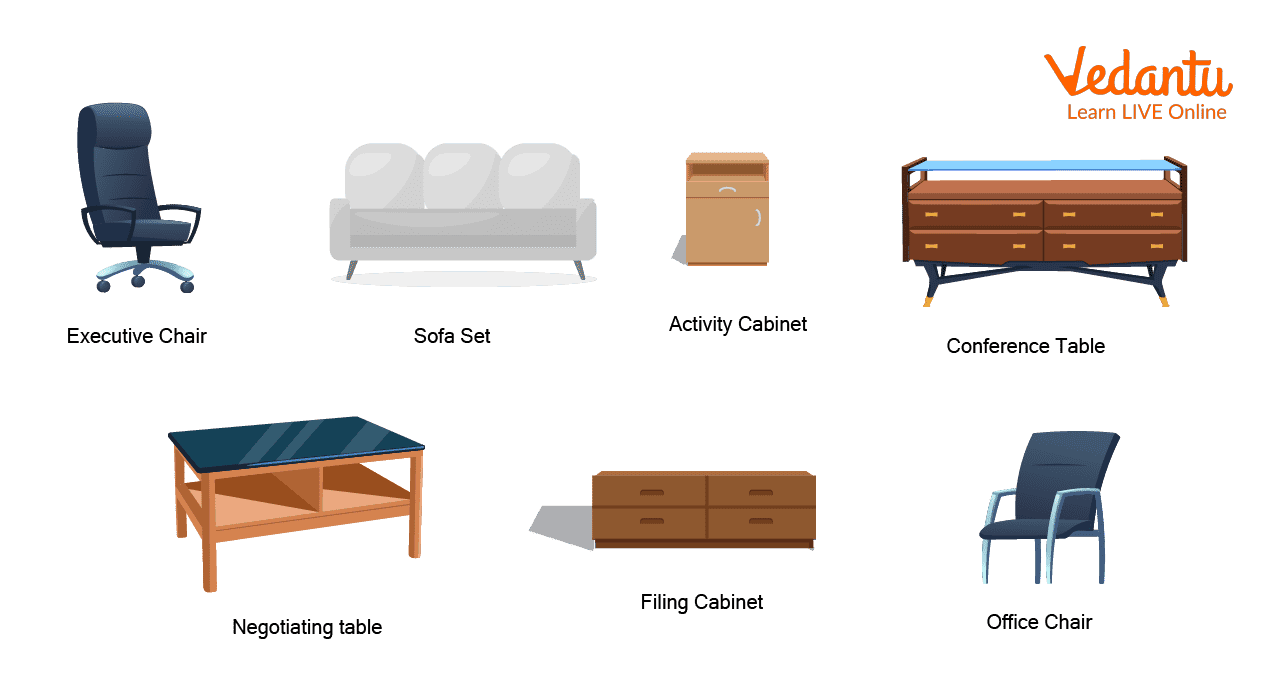 Vedantu
Learn LIVE Online
Executive Chair
Sofa Set
Activity Cabinet
Conference Table
Negotiating table
Filing Cabinet
Office Chair